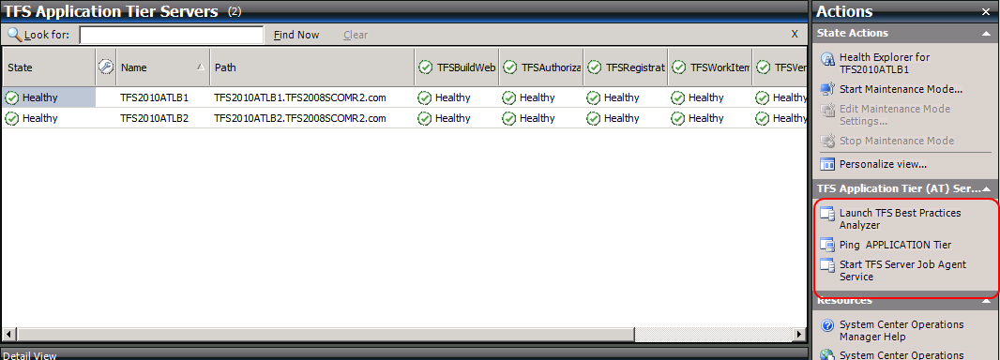 TFS Application Tier Servers (2)
Look for: Find Now Clear X
State Name Path TFSBuildWeb TFSAuthoriza TFSRegistrat TFSWorkItem TFSVer
Healthy TFS2010ATLB1 TFS2010ATLB1.TFS2008SCOMR2.com Healthy Healthy Healthy Healthy Healthy
Healthy TFS2010ATLB2 TFS2010ATLB2.TFS2008SCOMR2.com Healthy Healthy Healthy Healthy Healthy
Detail View
Actions
State Actions
Health Explorer for
TFS2010ATLB1
Start Maintenance Mode...
Edit Maintenance Mode
Settings...
Stop Maintenance Mode
Personalize view...
TFS Application Tier (AT) Ser...
Launch TFS Best Practices
Analyzer
Ping APPLICATION Tier
Start TFS Server Job Agent
Service
Resources
System Center Operations
Manager Help
System Center Operations